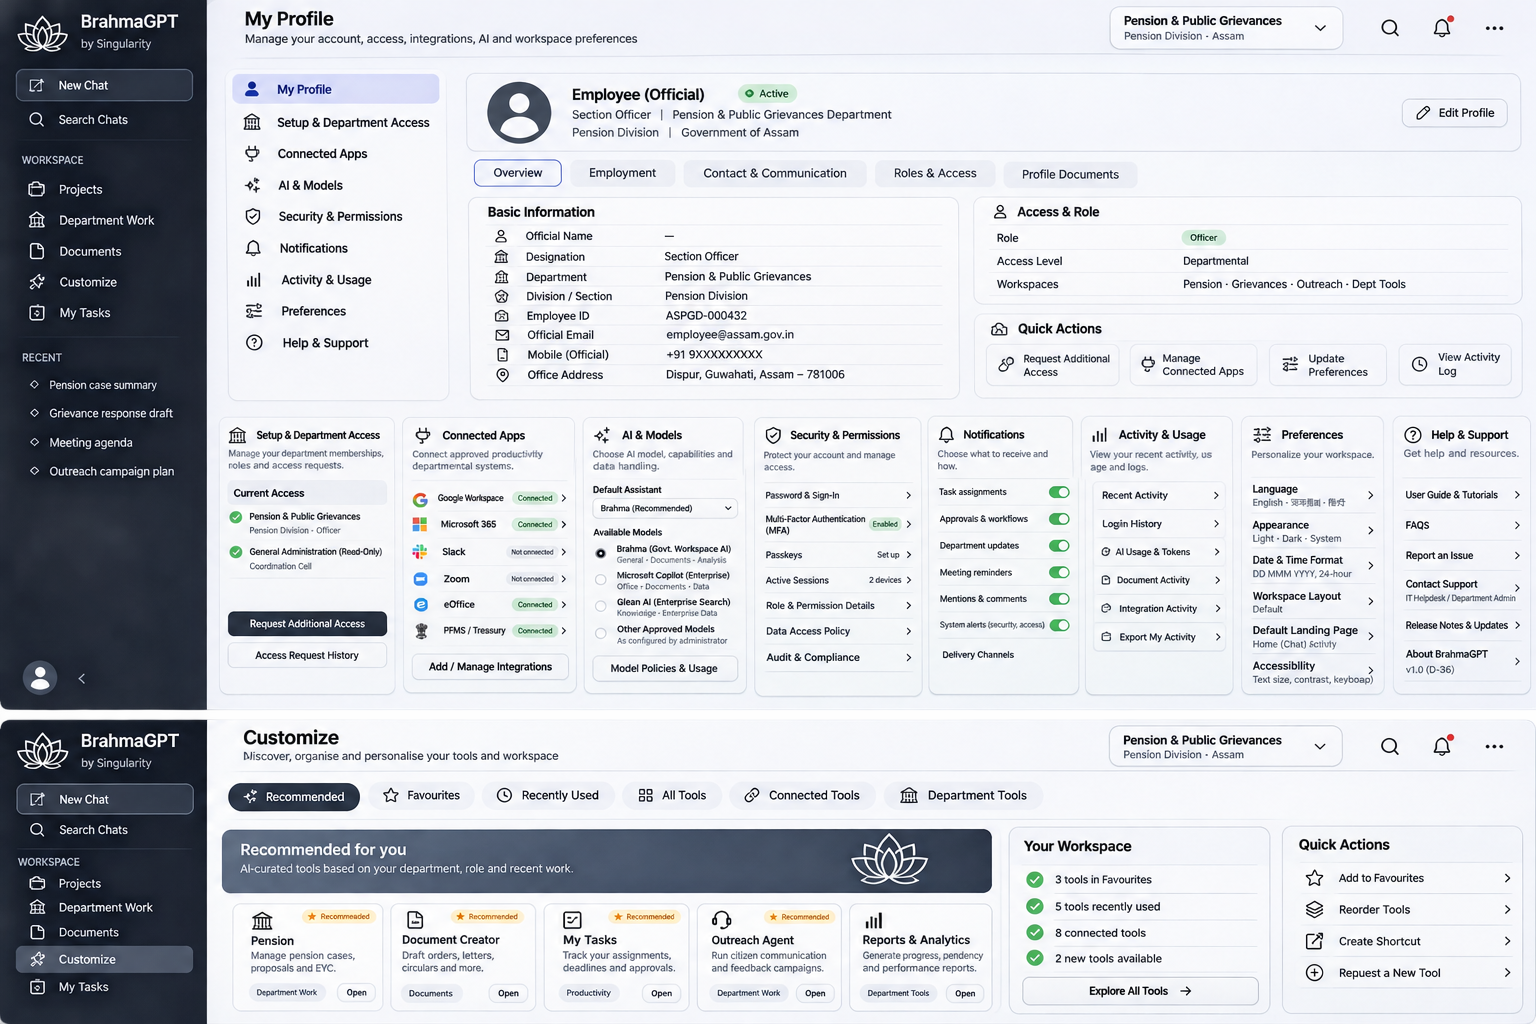 BrahmaGPT
by Singularity
New Chat
Search Chats
WORKSPACE
Projects
Department Work
Documents
Customize
My Tasks
RECENT
Pension case summary
Grievance response draft
Meeting agenda
Outreach campaign plan
My Profile
Manage your account, access, integrations, AI and workspace preferences
Pension & Public Grievances
Pension Division · Assam
My Profile
Setup & Department Access
Connected Apps
AI & Models
Security & Permissions
Notifications
Activity & Usage
Preferences
Help & Support
Employee (Official)
Active
Section Officer | Pension & Public Grievances Department
Pension Division | Government of Assam
Edit Profile
Overview
Employment
Contact & Communication
Roles & Access
Profile Documents
Basic Information
Official Name —
Designation Section Officer
Department Pension & Public Grievances
Division / Section Pension Division
Employee ID ASPGD-000432
Official Email employee@assam.gov.in
Mobile (Official) +91 9XXXXXXXXX
Office Address Dispur, Guwahati, Assam – 781006
Access & Role
Role Officer
Access Level Departmental
Workspaces Pension · Grievances · Outreach · Dept Tools
Quick Actions
Request Additional
Access
Manage
Connected Apps
Update
Preferences
View Activity
Log
Setup & Department Access
Manage your department memberships,
roles and access requests.
Current Access
Pension & Public Grievances
Pension Division · Officer
General Administration (Read-Only)
Coordination Cell
Request Additional Access
Access Request History
Connected Apps
Connect approved productivity
departmental systems.
Google Workspace Connected
Microsoft 365 Connected
Slack Not connected
Zoom Not connected
eOffice Connected
PFMS / Treasury Connected
Add / Manage Integrations
AI & Models
Choose AI model, capabilities and
data handling.
Default Assistant
Brahma (Recommended)
Available Models
Brahma (Govt. Workspace AI)
General · Documents · Analysis
Microsoft Copilot (Enterprise)
Office · Documents · Data
Glean AI (Enterprise Search)
Knowledge · Enterprise Data
Other Approved Models
As configured by administrator
Model Policies & Usage
Security & Permissions
Protect your account and manage
access.
Password & Sign-In
Multi-Factor Authentication
(MFA)
Enabled
Passkeys Set up
Active Sessions 2 devices
Role & Permission Details
Data Access Policy
Audit & Compliance
Notifications
Choose what to receive and
how.
Task assignments
Approvals & workflows
Department updates
Meeting reminders
Mentions & comments
System alerts (security, access)
Delivery Channels
Activity & Usage
View your recent activity, us
age and logs.
Recent Activity
Login History
AI Usage & Tokens
Document Activity
Integration Activity
Export My Activity
Preferences
Personalize your workspace.
Language
English ·
Appearance
Light · Dark · System
Date & Time Format
DD MMM YYYY, 24-hour
Workspace Layout
Default
Default Landing Page
Home (Chat)
Accessibility
Text size, contrast, keyboap)
Help & Support
Get help and resources.
User Guide & Tutorials
FAQS
Report an Issue
Contact Support
IT Helpdesk / Department Admin
Release Notes & Updates
About BrahmaGPT
v1.0 (D-36)
BrahmaGPT
by Singularity
New Chat
Search Chats
WORKSPACE
Projects
Department Work
Documents
Customize
My Tasks
Customize
Discover, organise and personalise your tools and workspace
Pension & Public Grievances
Pension Division · Assam
Recommended
Favourites
Recently Used
All Tools
Connected Tools
Department Tools
Recommended for you
AI-curated tools based on your department, role and recent work.
Recommeaded
Pension
Manage pension cases,
proposals and EYC.
Department Work Open
Recommended
Document Creator
Draft orders, letters,
circulars and more.
Documents Open
Recommended
My Tasks
Track your assignments,
deadlines and approvals.
Productivity Open
Recommended
Outreach Agent
Run citizen communication
and feedback campaigns.
Department Work Open
Reports & Analytics
Generate progress, pendency
and performance reports.
Department Tools Open
Your Workspace
3 tools in Favourites
5 tools recently used
8 connected tools
2 new tools available
Explore All Tools →
Quick Actions
Add to Favourites
Reorder Tools
Create Shortcut
Repuest a New Tool